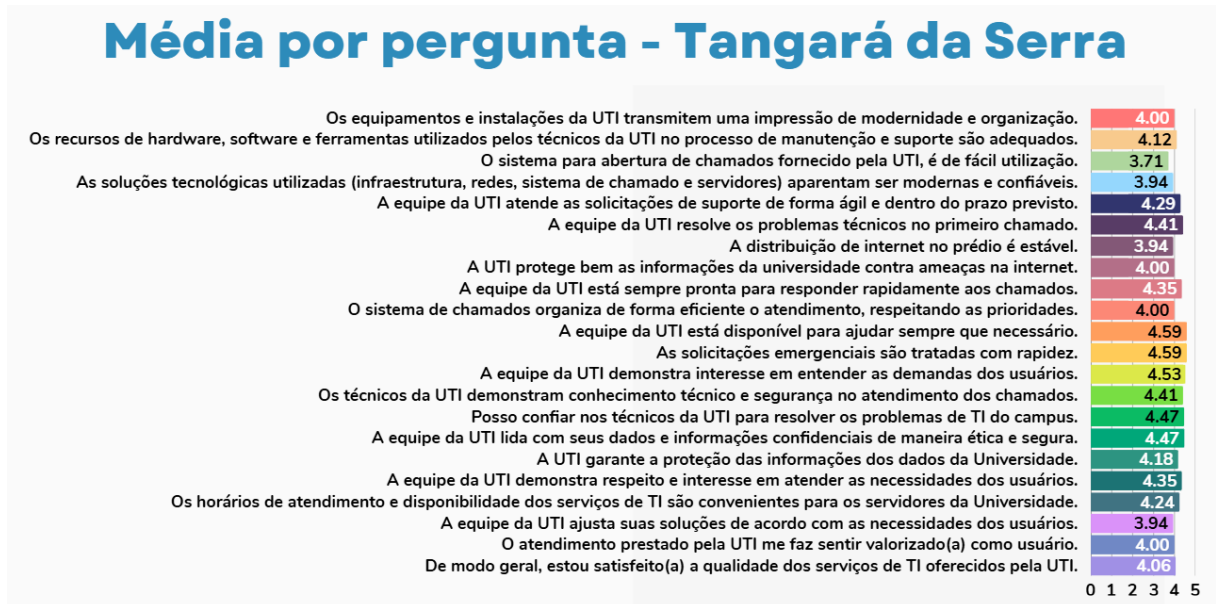 Média por pergunta - Tangará da Serra
Os equipamentos e instalações da UTI transmitem uma impressão de modernidade e organização. 4.00
Os recursos de hardware, software e ferramentas utilizados pelos técnicos da UTI no processo de manutenção e suporte são adequados. 4.12
O sistema para abertura de chamados fornecido pela UTI, é de fácil utilização. 3.71
As soluções tecnológicas utilizadas (infraestrutura, redes, sistema de chamado e servidores) aparentam ser modernas e confiáveis. 3.94
A equipe da UTI atende as solicitações de suporte de forma ágil e dentro do prazo previsto. 4.29
A equipe da UTI resolve os problemas técnicos no primeiro chamado. 4.41
A distribuição de internet no prédio é estável. 3.94
A UTI protege bem as informações da universidade contra ameaças na internet. 4.00
A equipe da UTI está sempre pronta para responder rapidamente aos chamados. 4.35
O sistema de chamados organiza de forma eficiente o atendimento, respeitando as prioridades. 4.00
A equipe da UTI está disponível para ajudar sempre que necessário. 4.59
As solicitações emergenciais são tratadas com rapidez. 4.59
A equipe da UTI demonstra interesse em entender as demandas dos usuários. 4.53
Os técnicos da UTI demonstram conhecimento técnico e segurança no atendimento dos chamados. 4.41
Posso confiar nos técnicos da UTI para resolver os problemas de TI do campus. 4.47
A equipe da UTI lida com seus dados e informações confidenciais de maneira ética e segura. 4.47
A UTI garante a proteção das informações dos dados da Universidade. 4.18
A equipe da UTI demonstra respeito e interesse em atender as necessidades dos usuários. 4.35
Os horários de atendimento e disponibilidade dos serviços de TI são convenientes para os servidores da Universidade. 4.24
A equipe da UTI ajusta suas soluções de acordo com as necessidades dos usuários. 3.94
O atendimento prestado pela UTI me faz sentir valorizado(a) como usuário. 4.00
De modo geral, estou satisfeito(a) a qualidade dos serviços de TI oferecidos pela UTI. 4.06
0 1 2 3 4 5